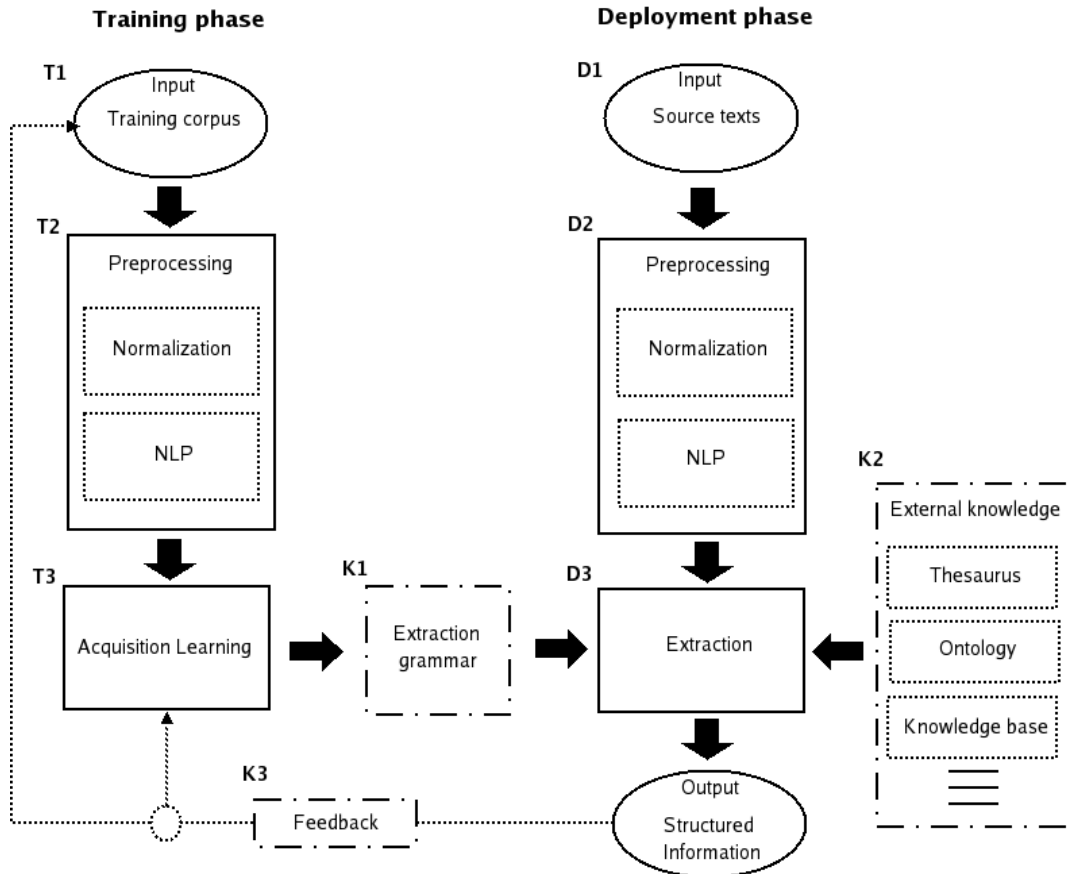 Training phase
Deployment phase
T1
Input
Training corpus
D1
Input
Source texts
T2
Preprocessing
Normalization
NLP
D2
Preprocessing
Normalization
NLP
K2
External knowledge
Thesaurus
Ontology
Knowledge base
T3
Acquisition Learning
K1
Extraction
grammar
D3
Extraction
K3
Feedback
Output
Structured
Information